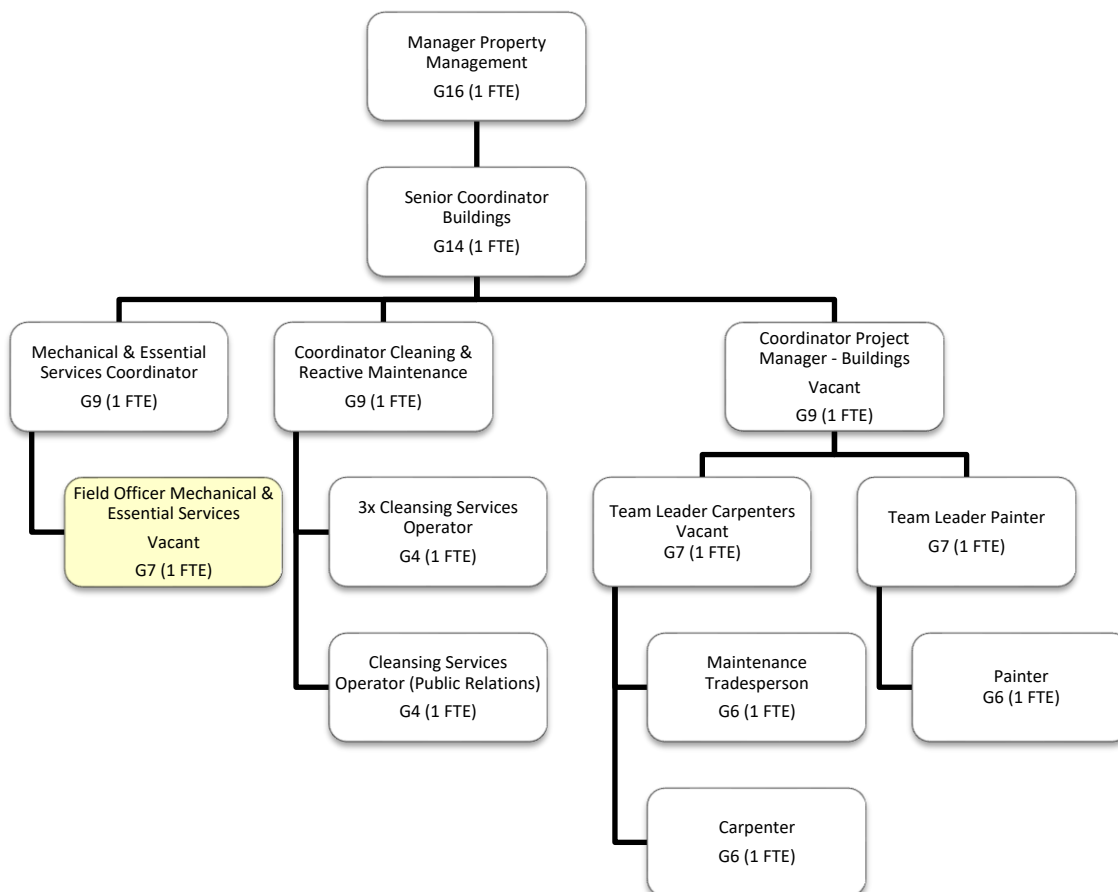 Manager Property
Management
G16 (1 FTE)
Senior Coordinator
Buildings
G14 (1 FTE)
Mechanical & Essential
Services Coordinator
G9 (1 FTE)
Coordinator Cleaning &
Reactive Maintenance
G9 (1 FTE)
Coordinator Project
Manager - Buildings
Vacant
G9 (1 FTE)
Field Officer Mechanical &
Essential Services
Vacant
G7 (1 FTE)
3x Cleansing Services
Operator
G4 (1 FTE)
Team Leader Carpenters
Vacant
G7 (1 FTE)
Team Leader Painter
G7 (1 FTE)
Cleansing Services
Operator (Public Relations)
G4 (1 FTE)
Maintenance
Tradesperson
G6 (1 FTE)
Painter
G6 (1 FTE)
Carpenter
G6 (1 FTE)